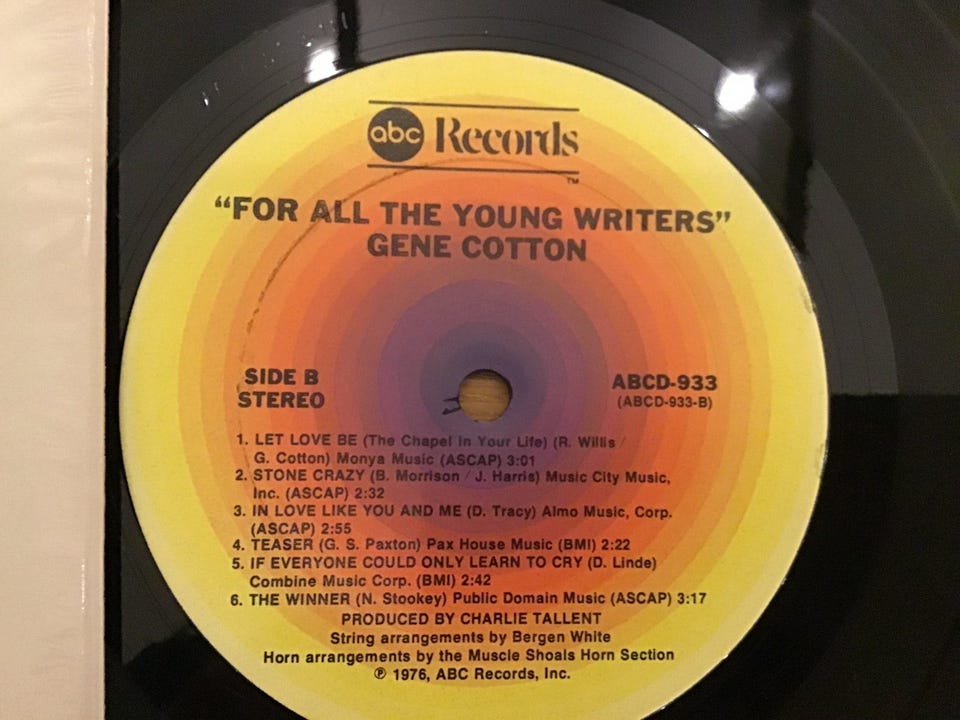 abc Records
TM
"FOR ALL THE YOUNG WRITERS"
GENE COTTON
SIDE B
STEREO
ABCD-933
(ABCD-933-B)
1. LET LOVE BE (The Chapel In Your Life) (R. Willis /
G. Cotton) Monya Music (ASCAP) 3:01
2. STONE CRAZY (B. Morrison / J. Harris) Music City Music,
Inc. (ASCAP) 2:32
3. IN LOVE LIKE YOU AND ME (D. Tracy) Almo Music, Corp.
(ASCAP) 2:55
4. TEASER (G. S. Paxton) Pax House Music (BMI) 2:22
5. IF EVERYONE COULD ONLY LEARN TO CRY (D. Linde)
Combine Music Corp. (BMI) 2:42
6. THE WINNER (N. Stookey) Public Domain Music (ASCAP) 3:17
PRODUCED BY CHARLIE TALLENT
String arrangements by Bergen White
Horn arrangements by the Muscle Shoals Horn Section
℗ 1976, ABC Records, Inc.